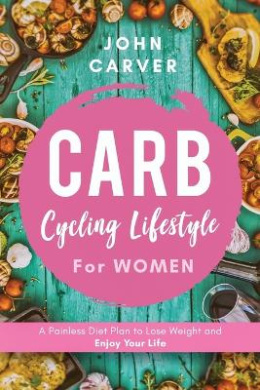 JOHN
CARVER
CARB
Cycling Lifestyle
For WOMEN
A Painless Diet Plan to Lose Weight and
Enjoy Your Life